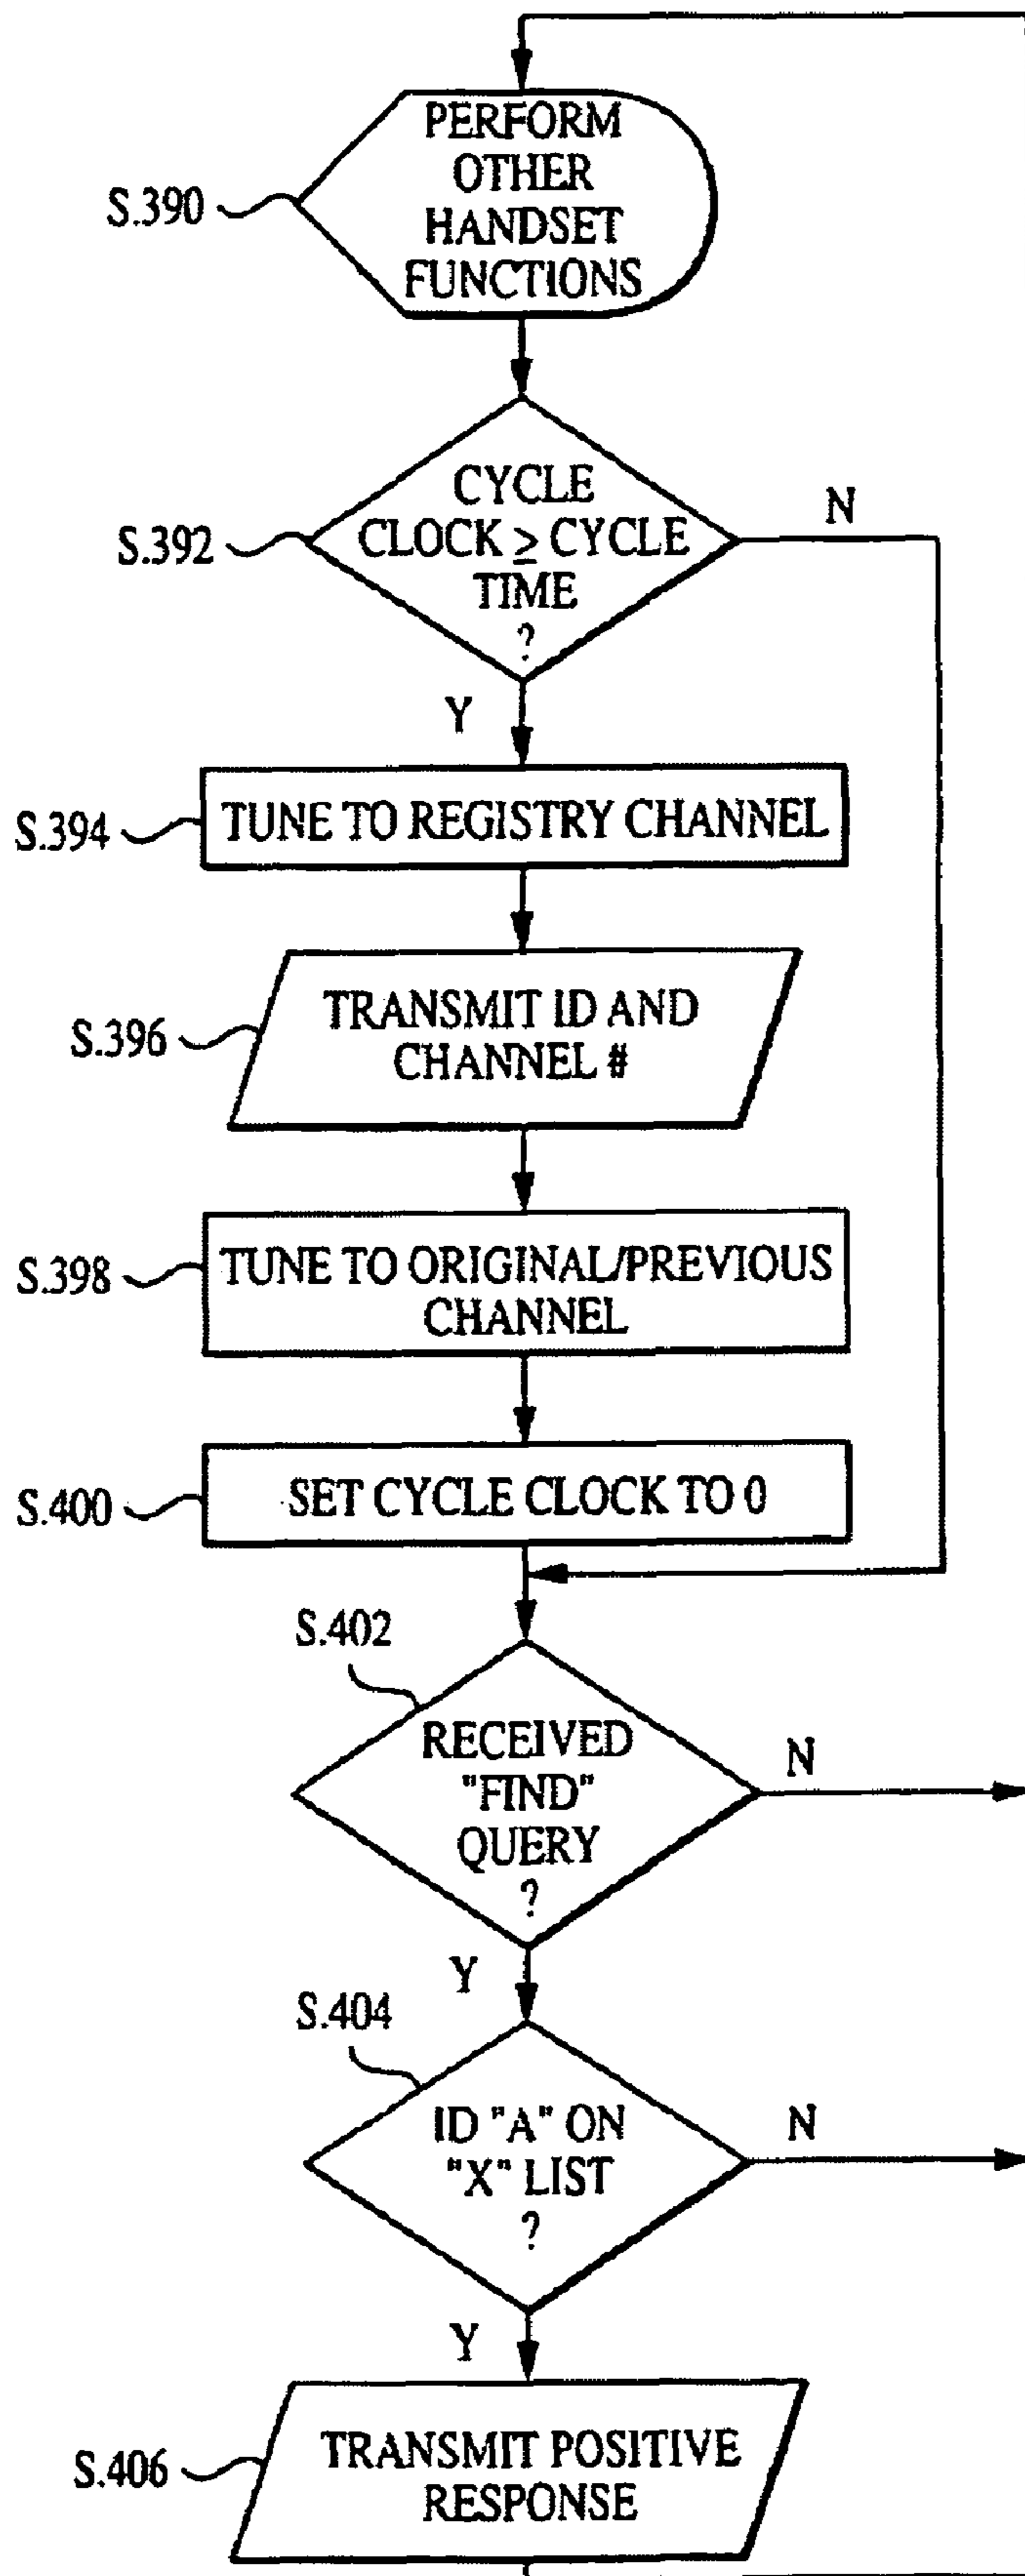 PERFORM
OTHER
HANDSET
FUNCTIONS
S.390
CYCLE
CLOCK ≥ CYCLE
TIME
?
S.392
N
Y
S.394
TUNE TO REGISTRY CHANNEL
S.396
TRANSMIT ID AND
CHANNEL #
S.398
TUNE TO ORIGINAL/PREVIOUS
CHANNEL
S.400
SET CYCLE CLOCK TO 0
S.402
RECEIVED
"FIND"
QUERY
?
N
Y
S.404
ID "A" ON
"X" LIST
?
N
Y
S.406
TRANSMIT POSITIVE
RESPONSE